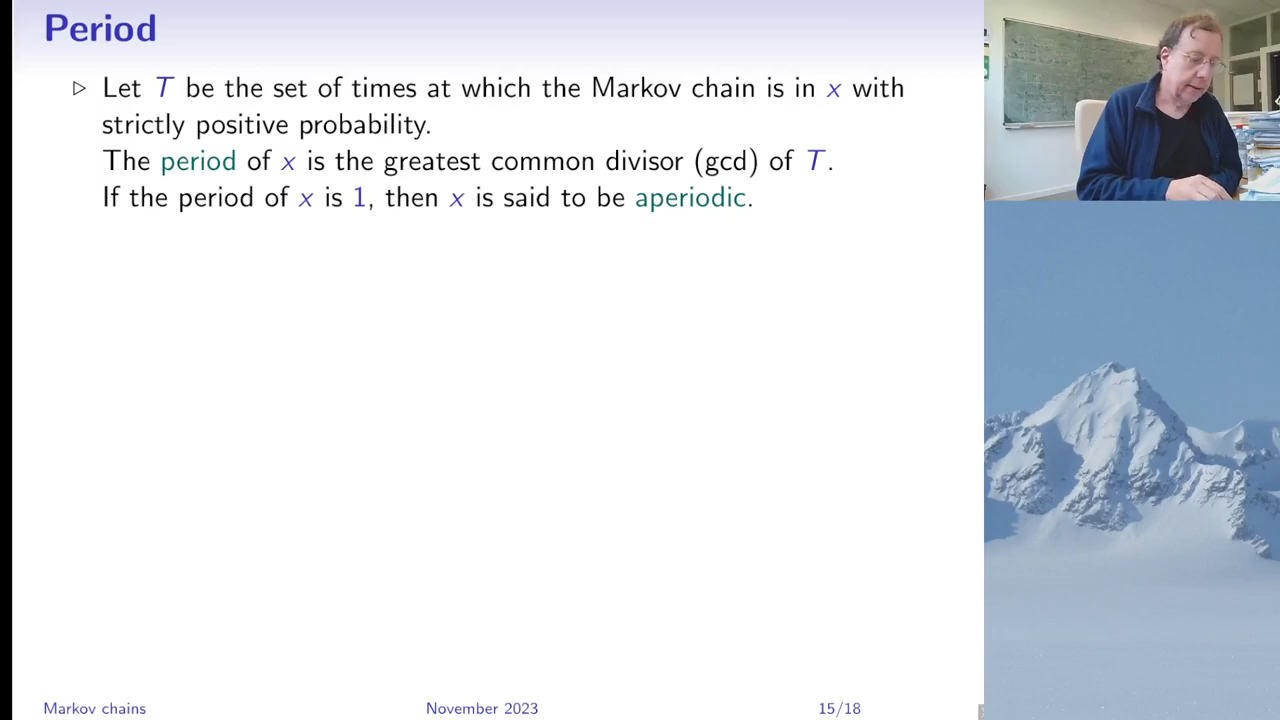 Period
▷ Let T be the set of times at which the Markov chain is in x with
strictly positive probability.
The period of x is the greatest common divisor (gcd) of T.
If the period of x is 1, then x is said to be aperiodic.
Markov chains November 2023 15/18